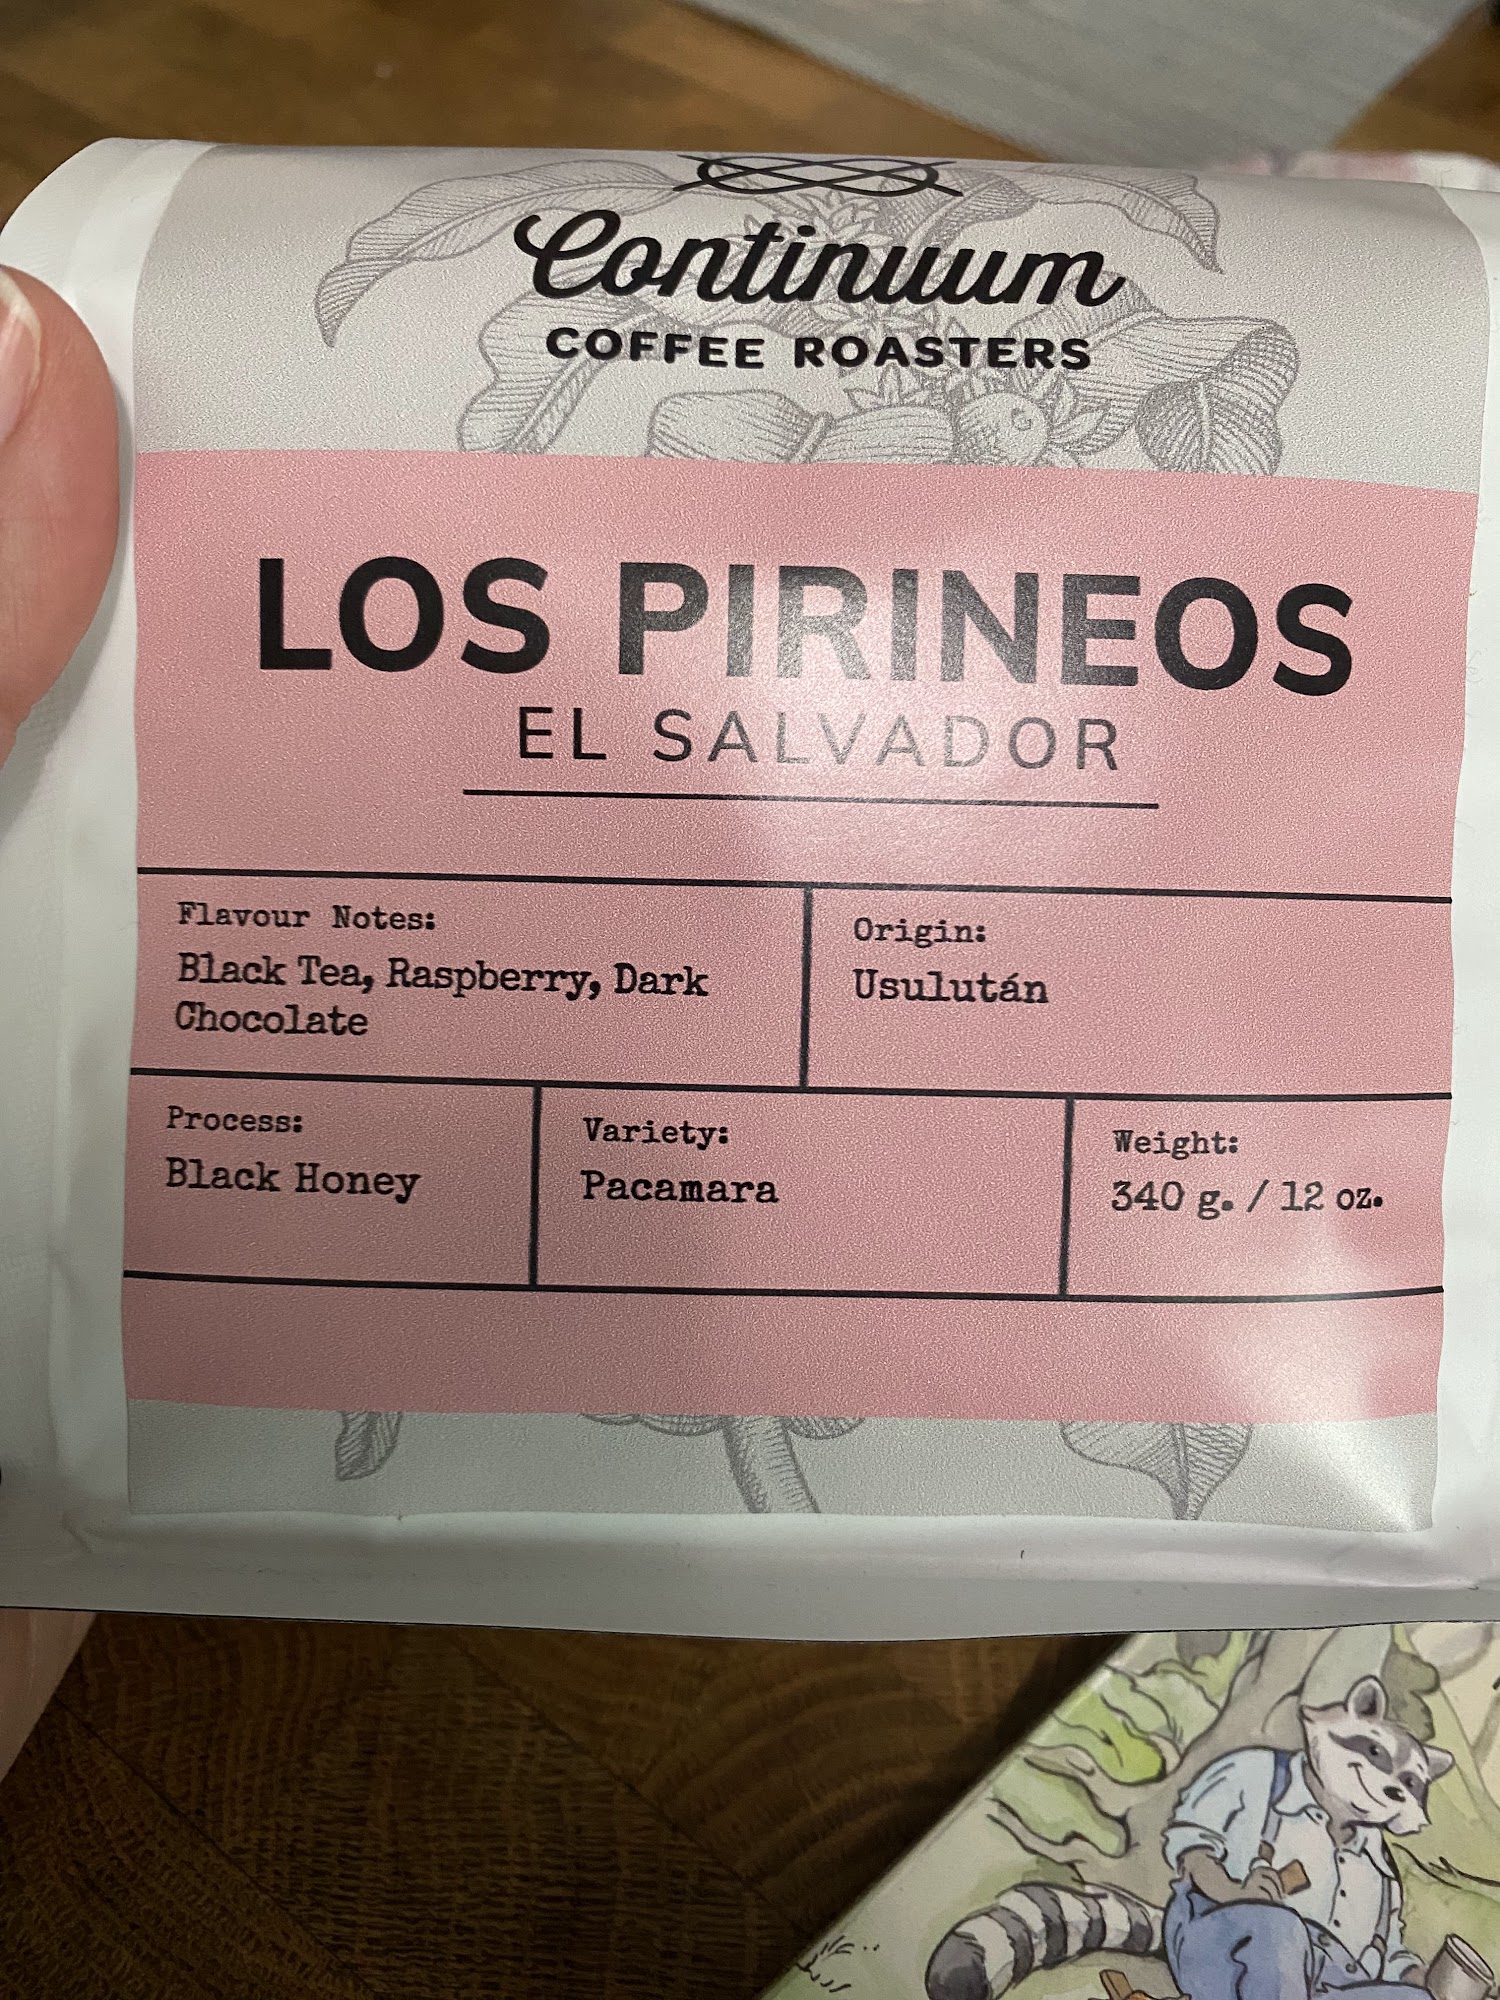 Continuum
COFFEE ROASTERS
LOS PIRINEOS
EL SALVADOR
Flavour Notes:
Black Tea, Raspberry, Dark
Chocolate
Origin:
Usulután
Process:
Black Honey
Variety:
Pacamara
Weight:
340 g. / 12 oz.